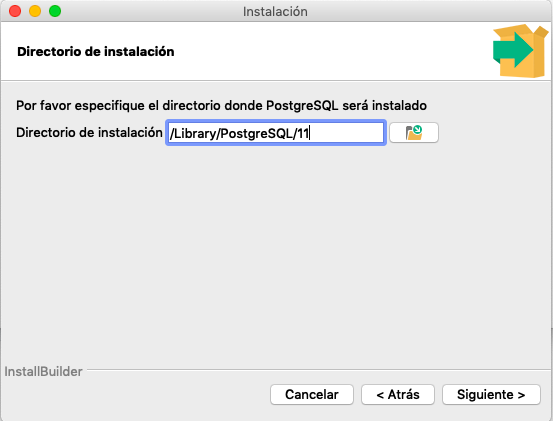 Instalación
Directorio de instalación
Por favor especifique el directorio donde PostgreSQL será instalado
Directorio de instalación /Library/PostgreSQL/11
InstallBuilder
Cancelar < Atrás Siguiente >